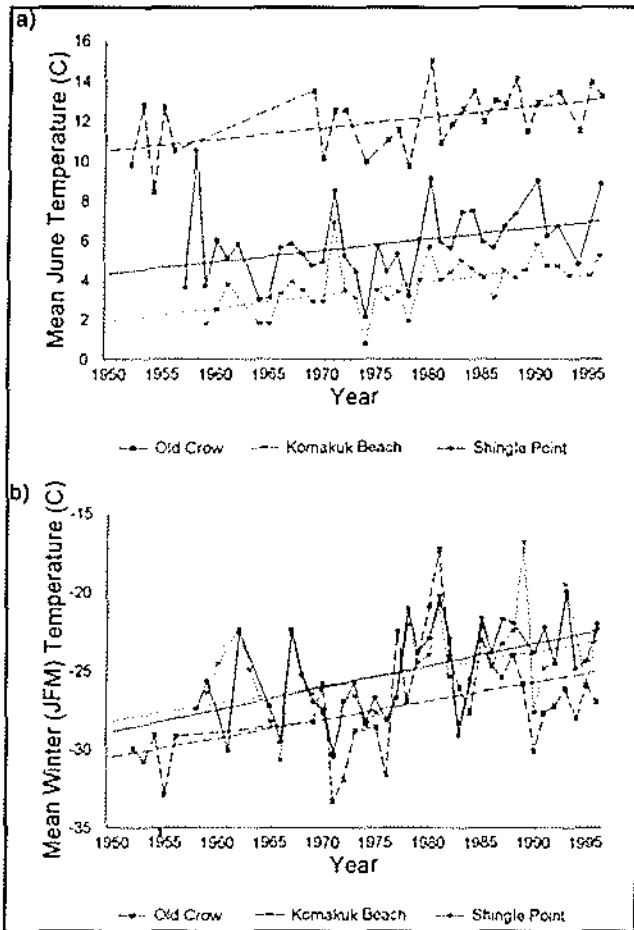 a)
Mean June Temperature (C)
16
14
12
10
8
6
4
2
0
1950 1955 1960 1965 1970 1975 1980 1985 1990 1995
Year
Old Crow Komakuk Beach Shingle Point
b)
Mean Winter (JFM) Temperature (C)
-15
-20
-25
-30
-35
1950 1955 1960 1965 1970 1975 1980 1985 1990 1995
Year
Old Crow Komakuk Beach Shingle Point